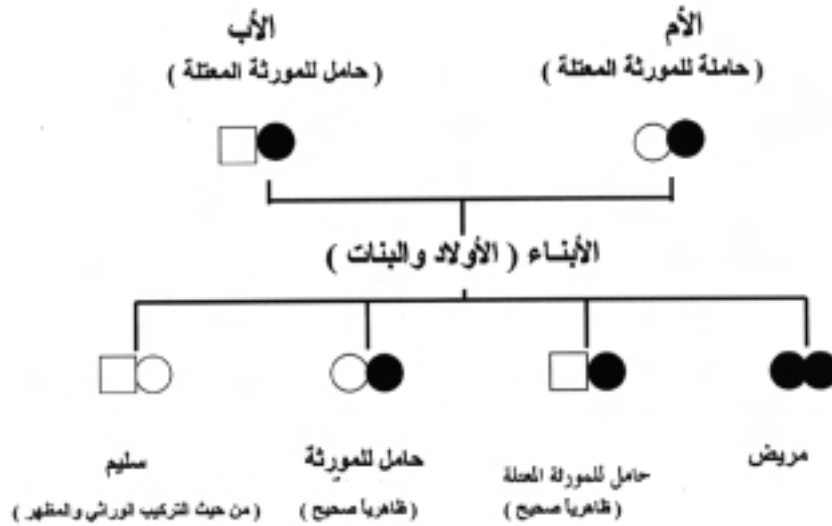 الأم
(حاملة للمورثة المعتلة)
الأب
(حامل للمورثة المعتلة)
الأبناء (الأولاد والبنات)
مريض
حامل للمورثة المعتلة
(ظاهرياً صحيح)
حامل للمورثة
(ظاهرياً صحيح)
سليم
(من حيث التركيب الوراثي والمظهر)